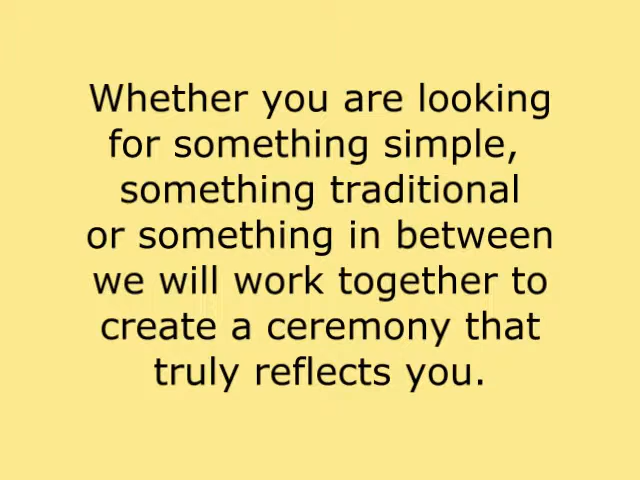 Whether you are looking
for something simple,
something traditional
or something in between
we will work together to
create a ceremony that
truly reflects you.